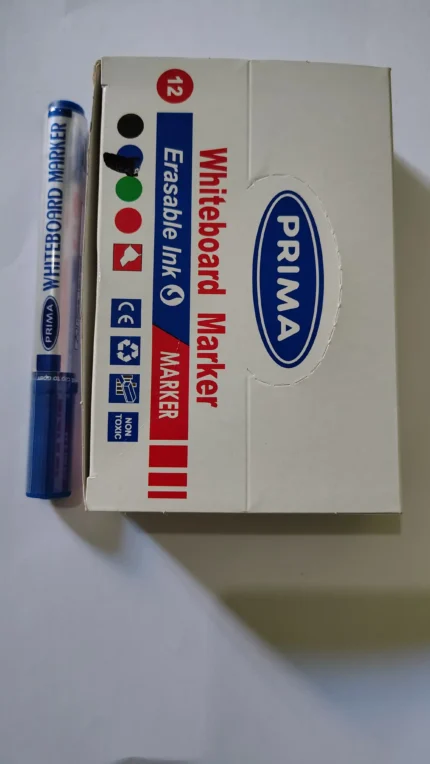 PRIMA
Whiteboard Marker
12
Erasable Ink
MARKER
CE
NON
TOXIC
PRIMA WHITEBOARD MARKER